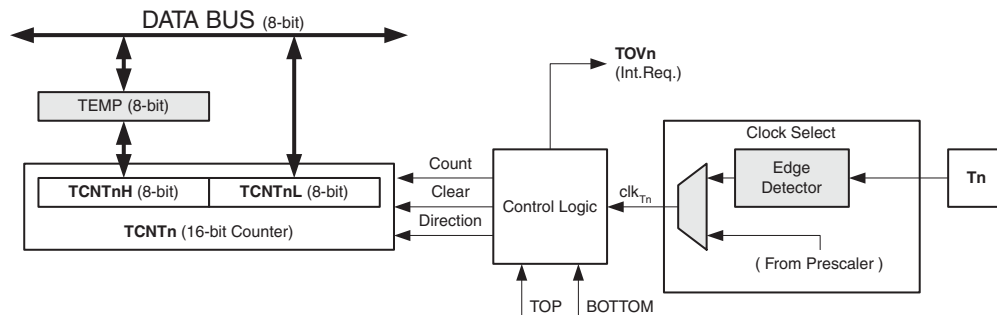 DATA BUS (8-bit)
TOVn
(Int.Req.)
TEMP (8-bit)
Clock Select
Count
Edge
Detector
Tn
TCNTnH (8-bit) TCNTnL (8-bit)
Clear
Control Logic
clkTn
Direction
TCNTn (16-bit Counter)
( From Prescaler )
TOP
BOTTOM